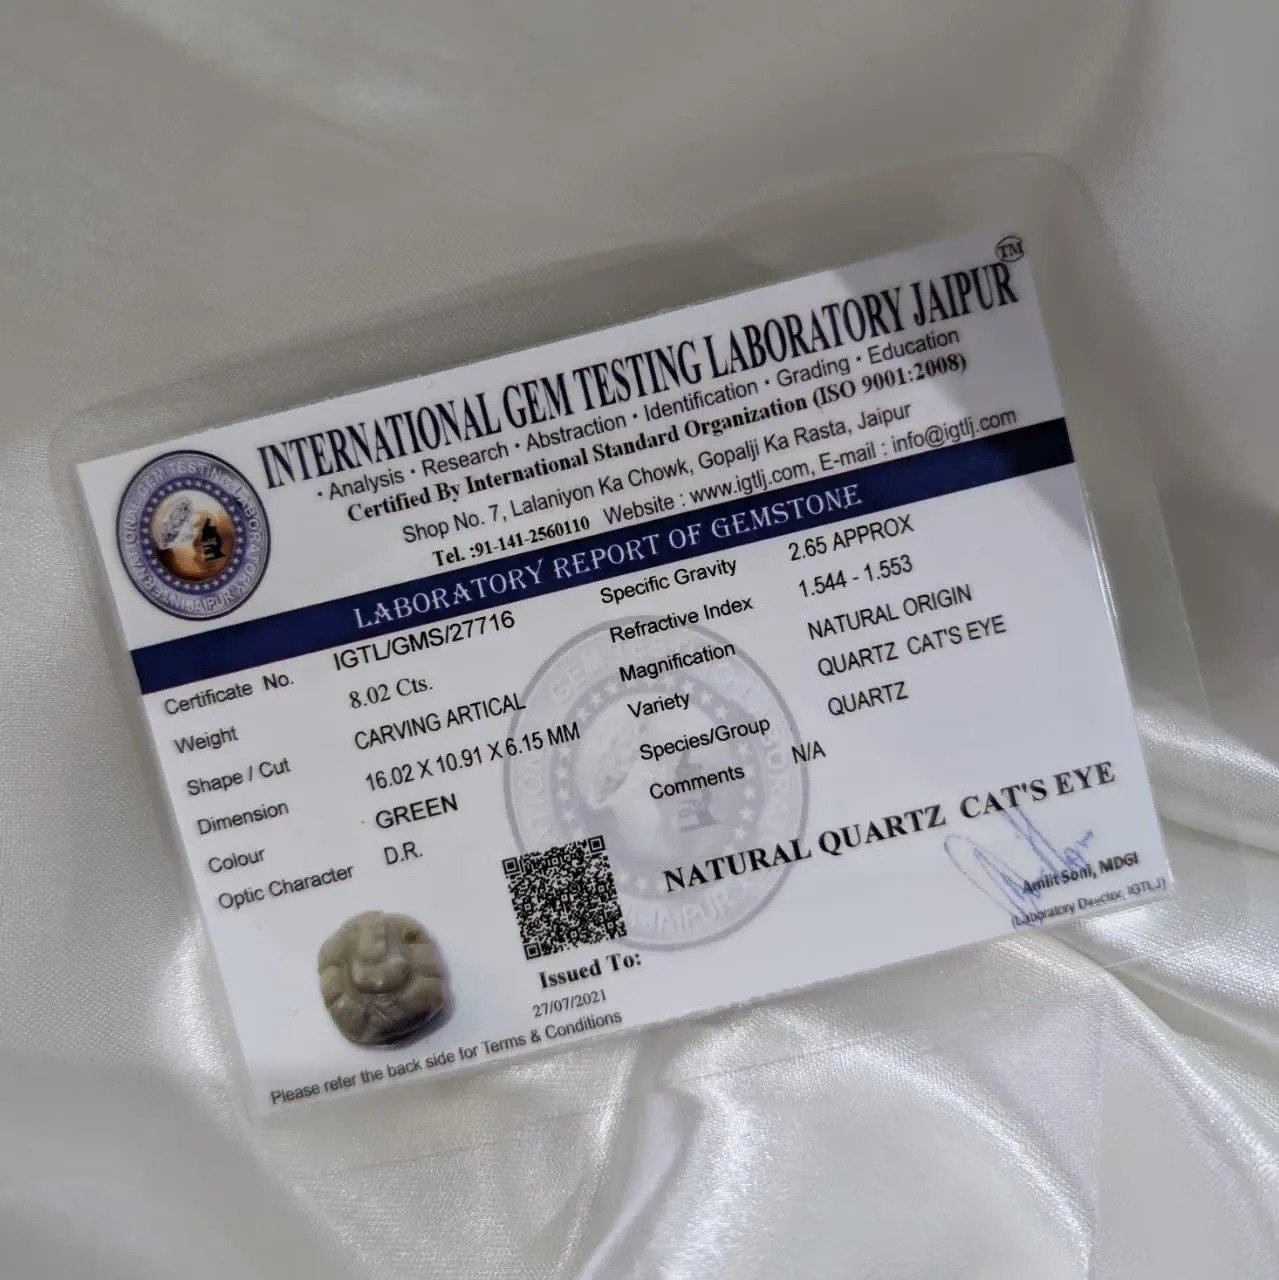 INTERNATIONAL GEM TESTING LABORATORY JAIPUR TM
· Analysis · Research · Abstraction · Identification · Grading · Education
Certified By International Standard Organization (ISO 9001:2008)
Shop No. 7, Lalaniyon Ka Chowk, Gopalji Ka Rasta, Jaipur
Tel. :91-141-2560110 Website : www.igtlj.com, E-mail : info@igtlj.com
LABORATORY REPORT OF GEMSTONE
Certificate No. IGTL/GMS/27716
Weight 8.02 Cts.
Shape / Cut CARVING ARTICAL
Dimension 16.02 X 10.91 X 6.15 MM
Colour GREEN
Optic Character D.R.
Specific Gravity 2.65 APPROX
Refractive Index 1.544 - 1.553
Magnification NATURAL ORIGIN
Variety QUARTZ CAT'S EYE
Species/Group QUARTZ
Comments N/A
NATURAL QUARTZ CAT'S EYE
Amlit Soni, MDGI
(Laboratory Director, IGTLJ)
Issued To:
27/07/2021
Please refer the back side for Terms & Conditions